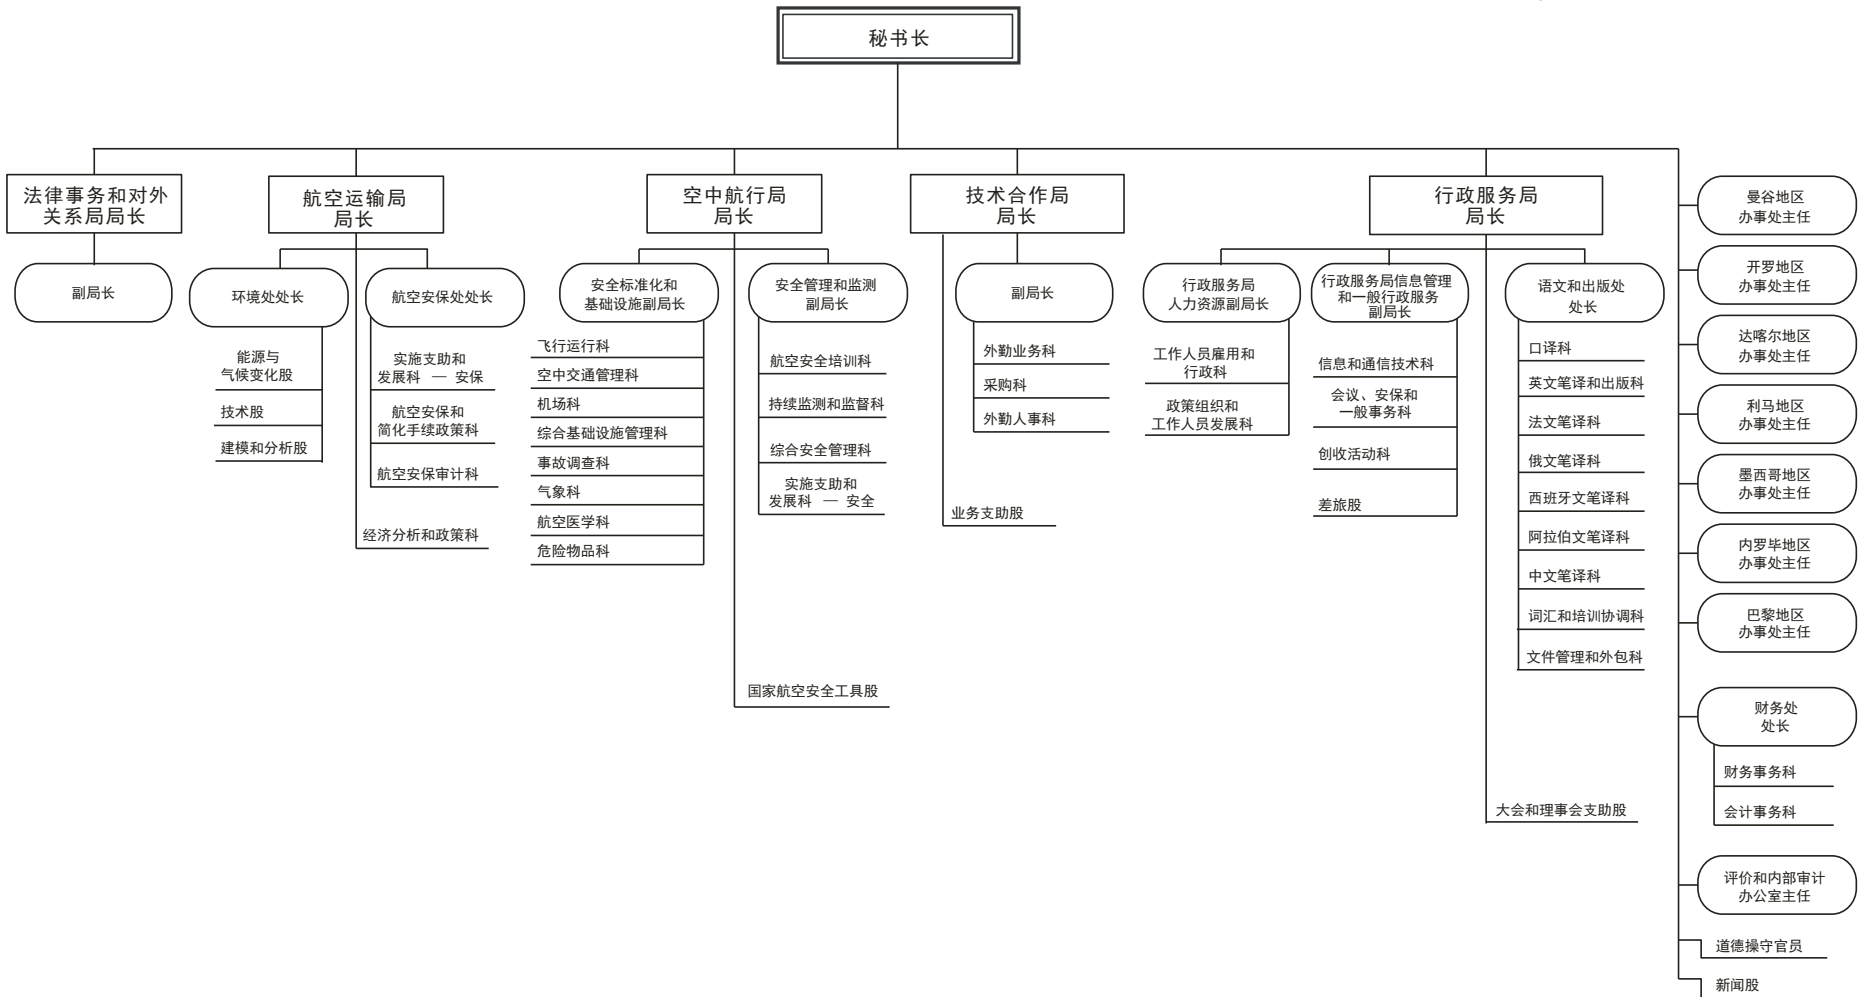 秘书长
法律事务和对外
关系局局长
副局长
航空运输局
局长
环境处处长
能源与
气候变化股
技术股
建模和分析股
航空安保处处长
实施支助和
发展科 — 安保
航空安保和
简化手续政策科
航空安保审计科
经济分析和政策科
空中航行局
局长
安全标准化和
基础设施副局长
飞行运行科
空中交通管理科
机场科
综合基础设施管理科
事故调查科
气象科
航空医学科
危险物品科
安全管理和监测
副局长
航空安全培训科
持续监测和监督科
综合安全管理科
实施支助和
发展科 — 安全
国家航空安全工具股
技术合作局
局长
副局长
外勤业务科
采购科
外勤人事科
业务支助股
行政服务局
局长
行政服务局
人力资源副局长
工作人员雇用和
行政科
政策组织和
工作人员发展科
行政服务局信息管理
和一般行政服务
副局长
信息和通信技术科
会议、安保和
一般事务科
创收活动科
差旅股
语文和出版处
处长
口译科
英文笔译和出版科
法文笔译科
俄文笔译科
西班牙文笔译科
阿拉伯文笔译科
中文笔译科
词汇和培训协调科
文件管理和外包科
大会和理事会支助股
曼谷地区
办事处主任
开罗地区
办事处主任
达喀尔地区
办事处主任
利马地区
办事处主任
墨西哥地区
办事处主任
内罗毕地区
办事处主任
巴黎地区
办事处主任
财务处
处长
财务事务科
会计事务科
评价和内部审计
办公室主任
道德操守官员
新闻股